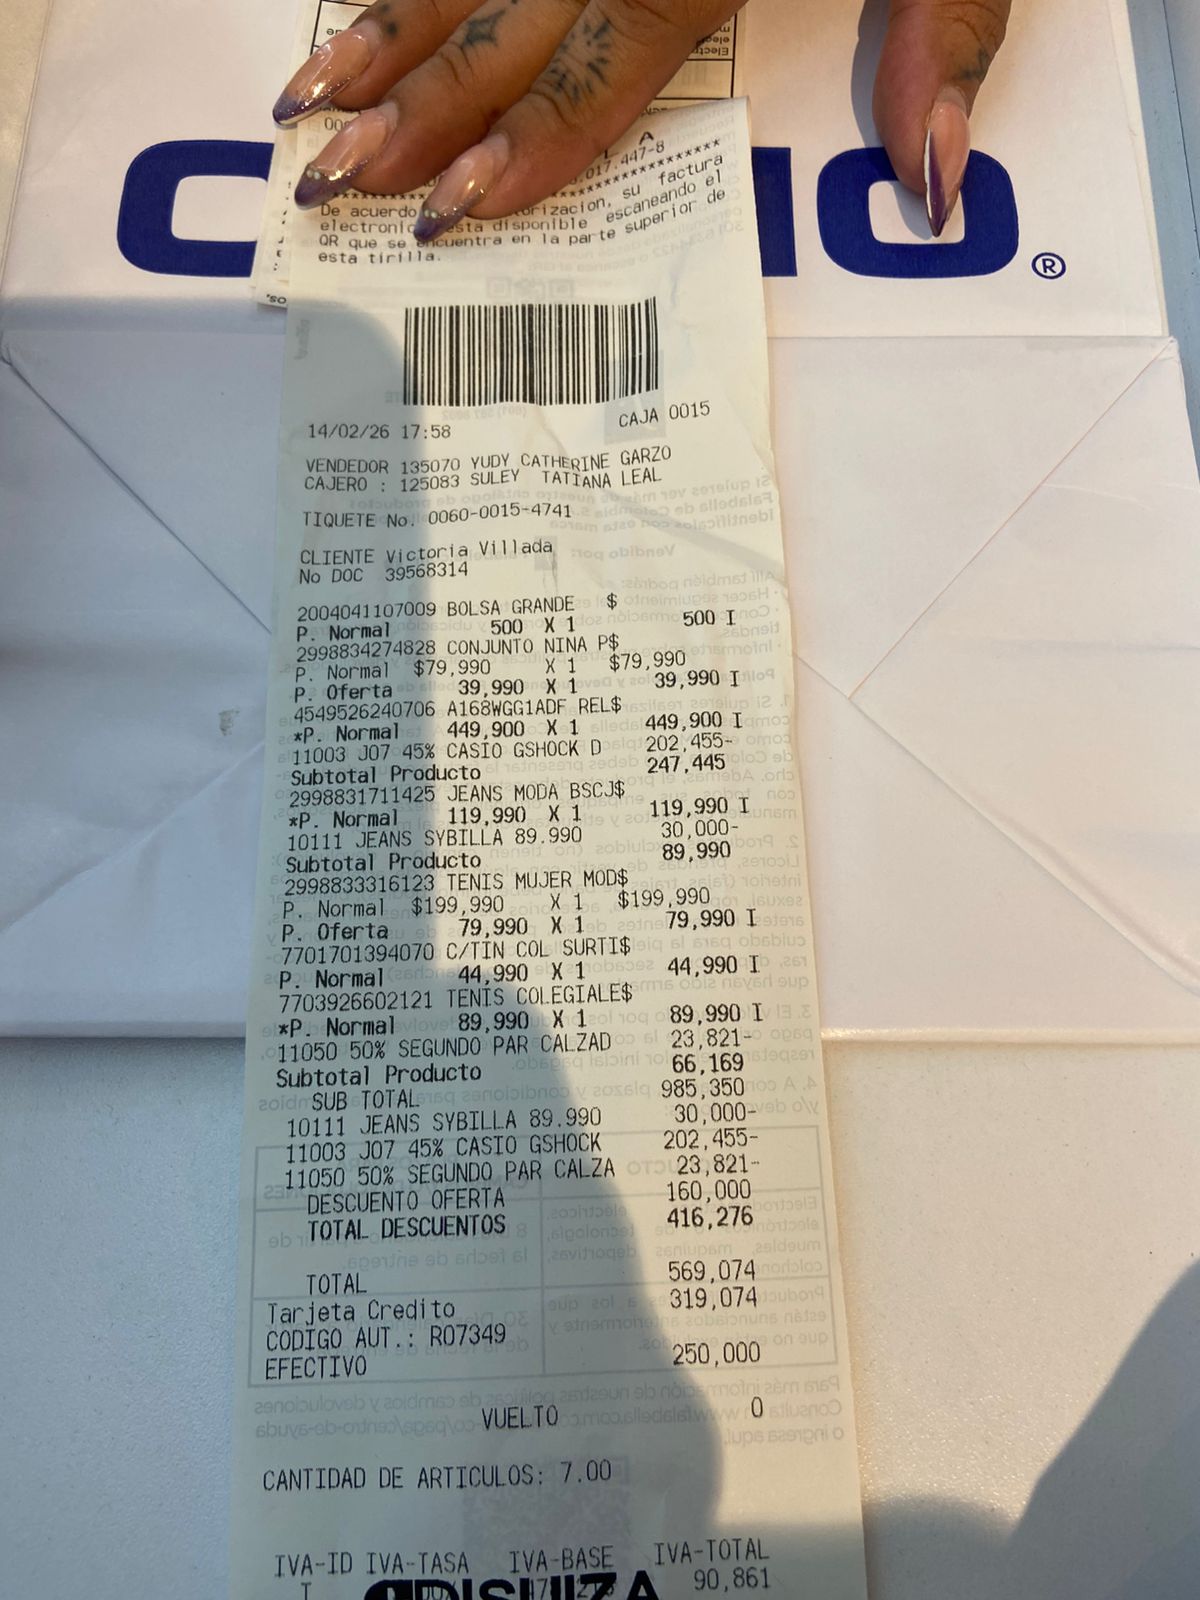 CASIO®
A
.017.447-8
De acuerdo su factura
electronic esta disponible escaneando el
QR que se encuentra en la parte superior de
esta tirilla.
14/02/26 17:58 CAJA 0015
VENDEDOR 135070 YUDY CATHERINE GARZO
CAJERO : 125083 SULEY TATIANA LEAL
TIQUETE No. 0060-0015-4741
CLIENTE Victoria Villada
No DOC 39568314
2004041107009 BOLSA GRANDE $
P. Normal 500 X 1 500 I
2998834274828 CONJUNTO NINA P$
P. Normal $79,990 X 1 $79,990
P. Oferta 39,990 X 1 39,990 I
4549526240706 A168WGG1ADF REL$
*P. Normal 449,900 X 1 449,900 I
11003 J07 45% CASIO GSHOCK D 202,455-
Subtotal Producto 247,445
2998831711425 JEANS MODA BSCJ$
*P. Normal 119,990 X 1 119,990 I
10111 JEANS SYBILLA 89.990 30,000-
Subtotal Producto 89,990
2998833316123 TENIS MUJER MOD$
P. Normal $199,990 X 1 $199,990
P. Oferta 79,990 X 1 79,990 I
7701701394070 C/TIN COL SURTI$
P. Normal 44,990 X 1 44,990 I
7703926602121 TENIS COLEGIALE$
*P. Normal 89,990 X 1 89,990 I
11050 50% SEGUNDO PAR CALZAD 23,821-
Subtotal Producto 66,169
SUB TOTAL 985,350
10111 JEANS SYBILLA 89.990 30,000-
11003 J07 45% CASIO GSHOCK 202,455-
11050 50% SEGUNDO PAR CALZA 23,821-
DESCUENTO OFERTA 160,000
TOTAL DESCUENTOS 416,276
TOTAL 569,074
Tarjeta Credito 319,074
CODIGO AUT.: R07349
EFECTIVO 250,000
VUELTO 0
CANTIDAD DE ARTICULOS: 7.00
IVA-ID IVA-TASA IVA-BASE IVA-TOTAL
I 90,861